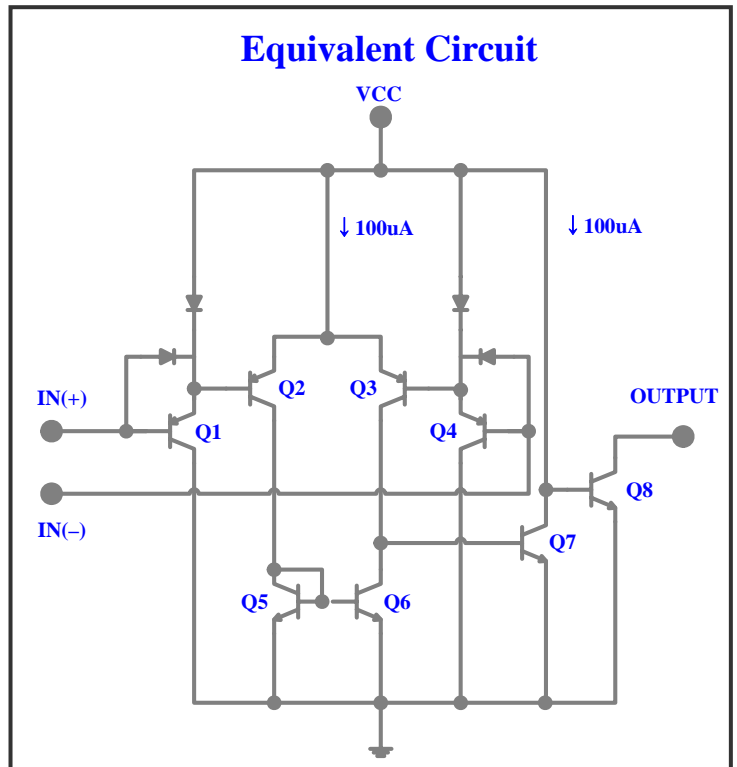 Equivalent Circuit
VCC
↓ 100uA
↓ 100uA
Q2
Q3
IN(+)
OUTPUT
Q1
Q4
Q8
IN(–)
Q7
Q5
Q6